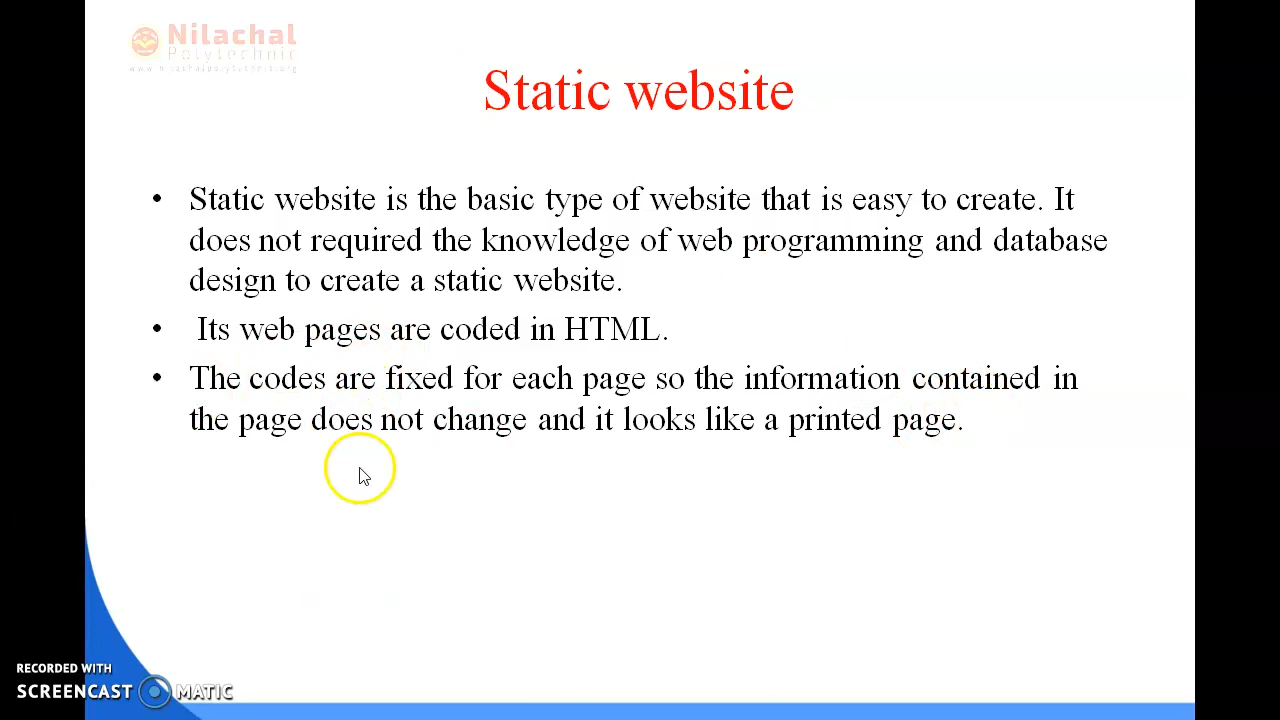 Nilachal
Polytechnic
www.nilachalpolytechnic.org
Static website
• Static website is the basic type of website that is easy to create. It
does not required the knowledge of web programming and database
design to create a static website.
• Its web pages are coded in HTML.
• The codes are fixed for each page so the information contained in
the page does not change and it looks like a printed page.
RECORDED WITH
SCREENCAST MATIC